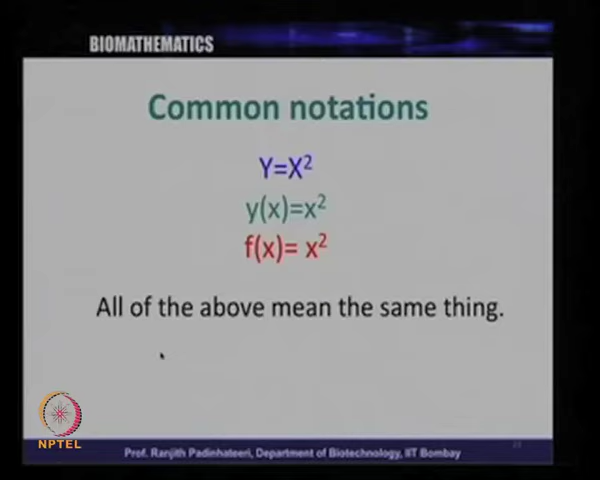 BIOMATHEMATICS
Common notations
Y=X²
y(x)=x²
f(x)= x²
All of the above mean the same thing.
NPTEL
Prof. Ranjith Padinhateeri, Department of Biotechnology, IIT Bombay